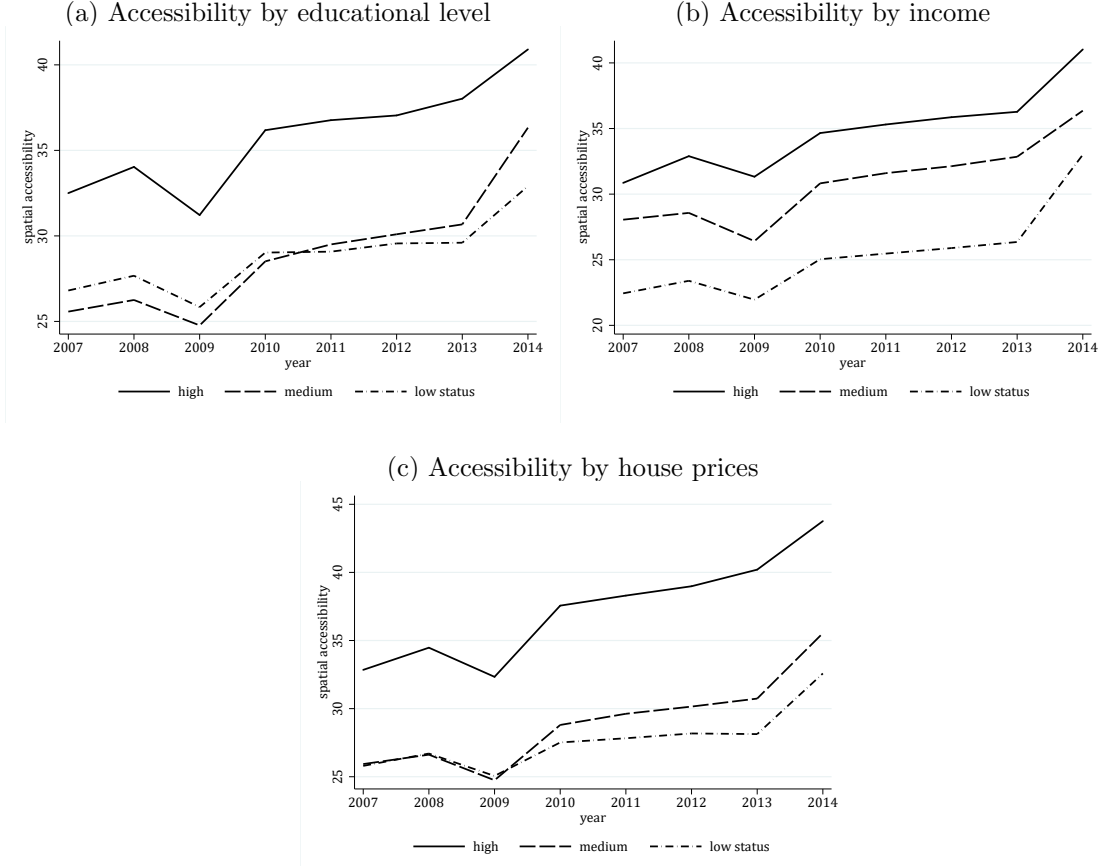 (a) Accessibility by educational level
spatial accessibility
40
35
30
25
2007 2008 2009 2010 2011 2012 2013 2014
year
high medium low status
(b) Accessibility by income
spatial accessibility
40
35
30
25
20
2007 2008 2009 2010 2011 2012 2013 2014
year
high medium low status
(c) Accessibility by house prices
spatial accessibility
45
40
35
30
25
2007 2008 2009 2010 2011 2012 2013 2014
year
high medium low status